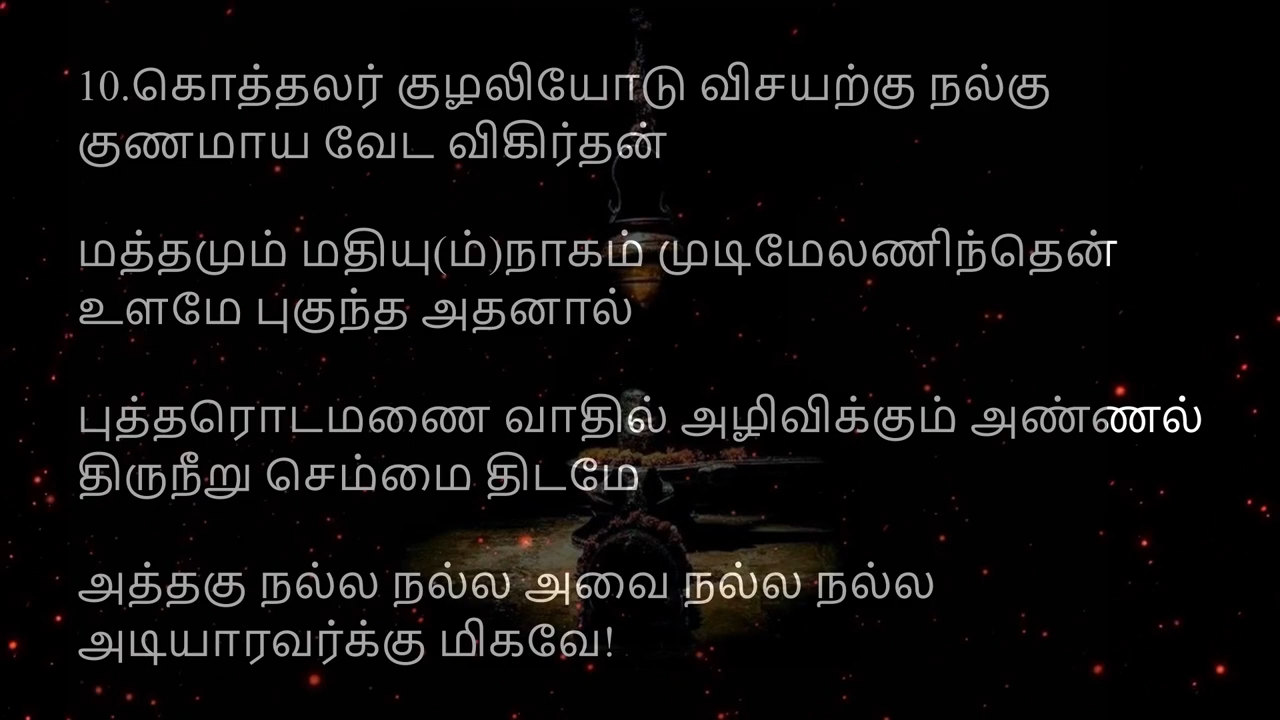 10.கொத்தலர் குழலியோடு விசயற்கு நல்கு
குணமாய வேட விகிர்தன்
மத்தமும் மதியு(ம்)நாகம் முடிமேலணிந்தென்
உளமே புகுந்த அதனால்
புத்தரொடமணை வாதில் அழிவிக்கும் அண்ணல்
திருநீறு செம்மை திடமே
அத்தகு நல்ல நல்ல அவை நல்ல நல்ல
அடியாரவர்க்கு மிகவே!